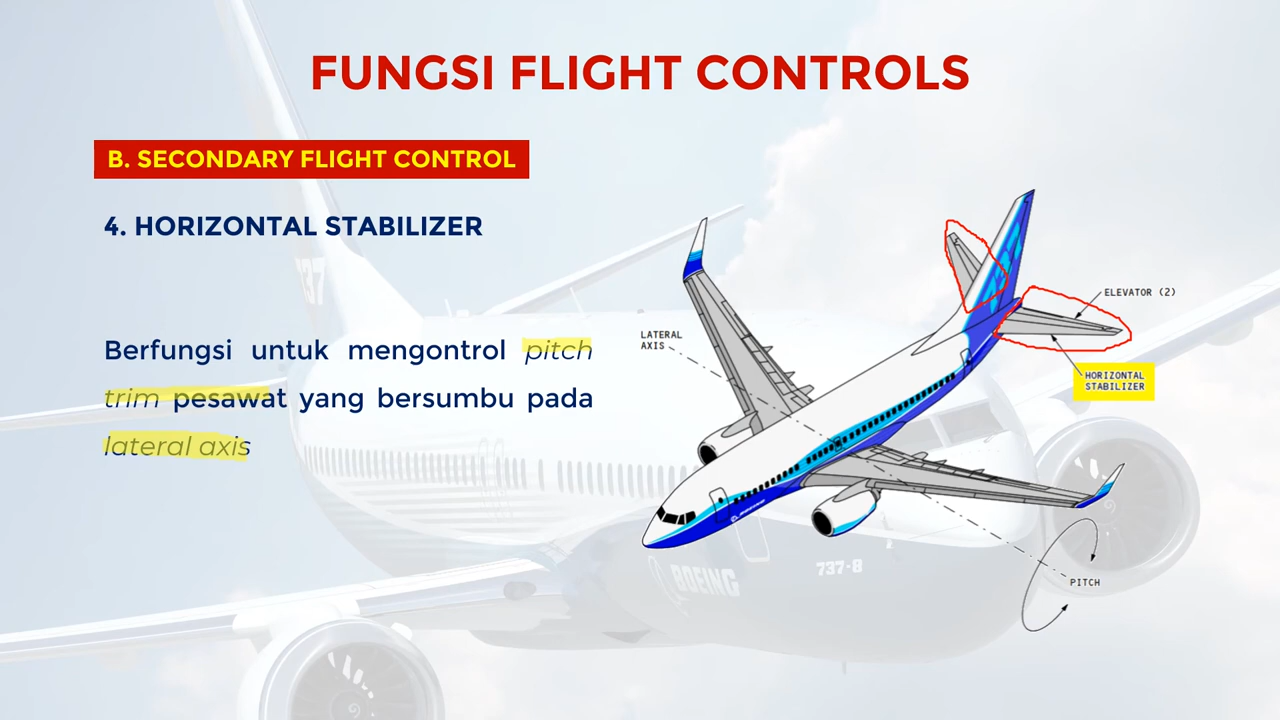 FUNGSI FLIGHT CONTROLS
B. SECONDARY FLIGHT CONTROL
4. HORIZONTAL STABILIZER
Berfungsi untuk mengontrol pitch
trim pesawat yang bersumbu pada
lateral axis
LATERAL
AXIS
ELEVATOR (2)
HORIZONTAL
STABILIZER
PITCH
737
BOEING
737-8